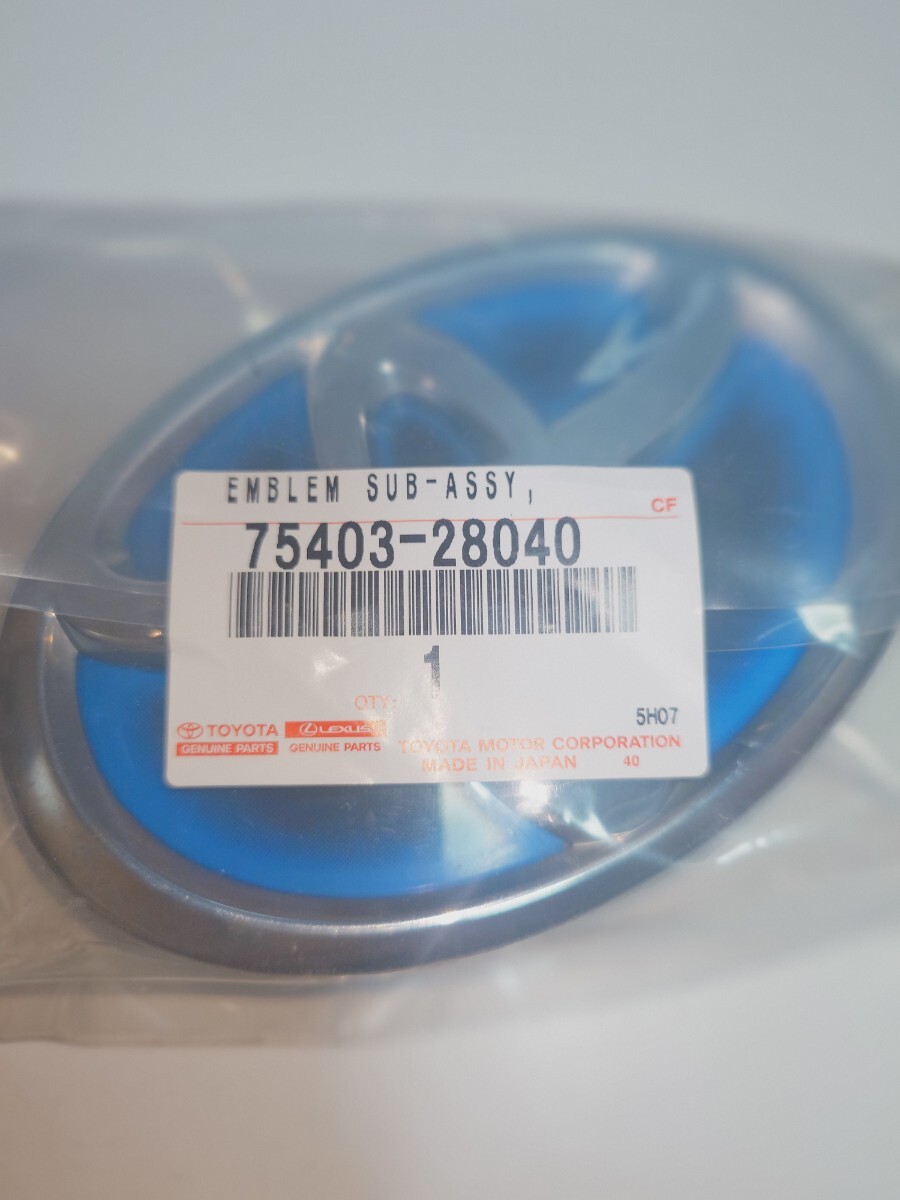 EMBLEM SUB-ASSY,
CF
75403-28040
1
QTY:
5H07
TOYOTA LEXUS
GENUINE PARTS GENUINE PARTS
TOYOTA MOTOR CORPORATION
MADE IN JAPAN 40